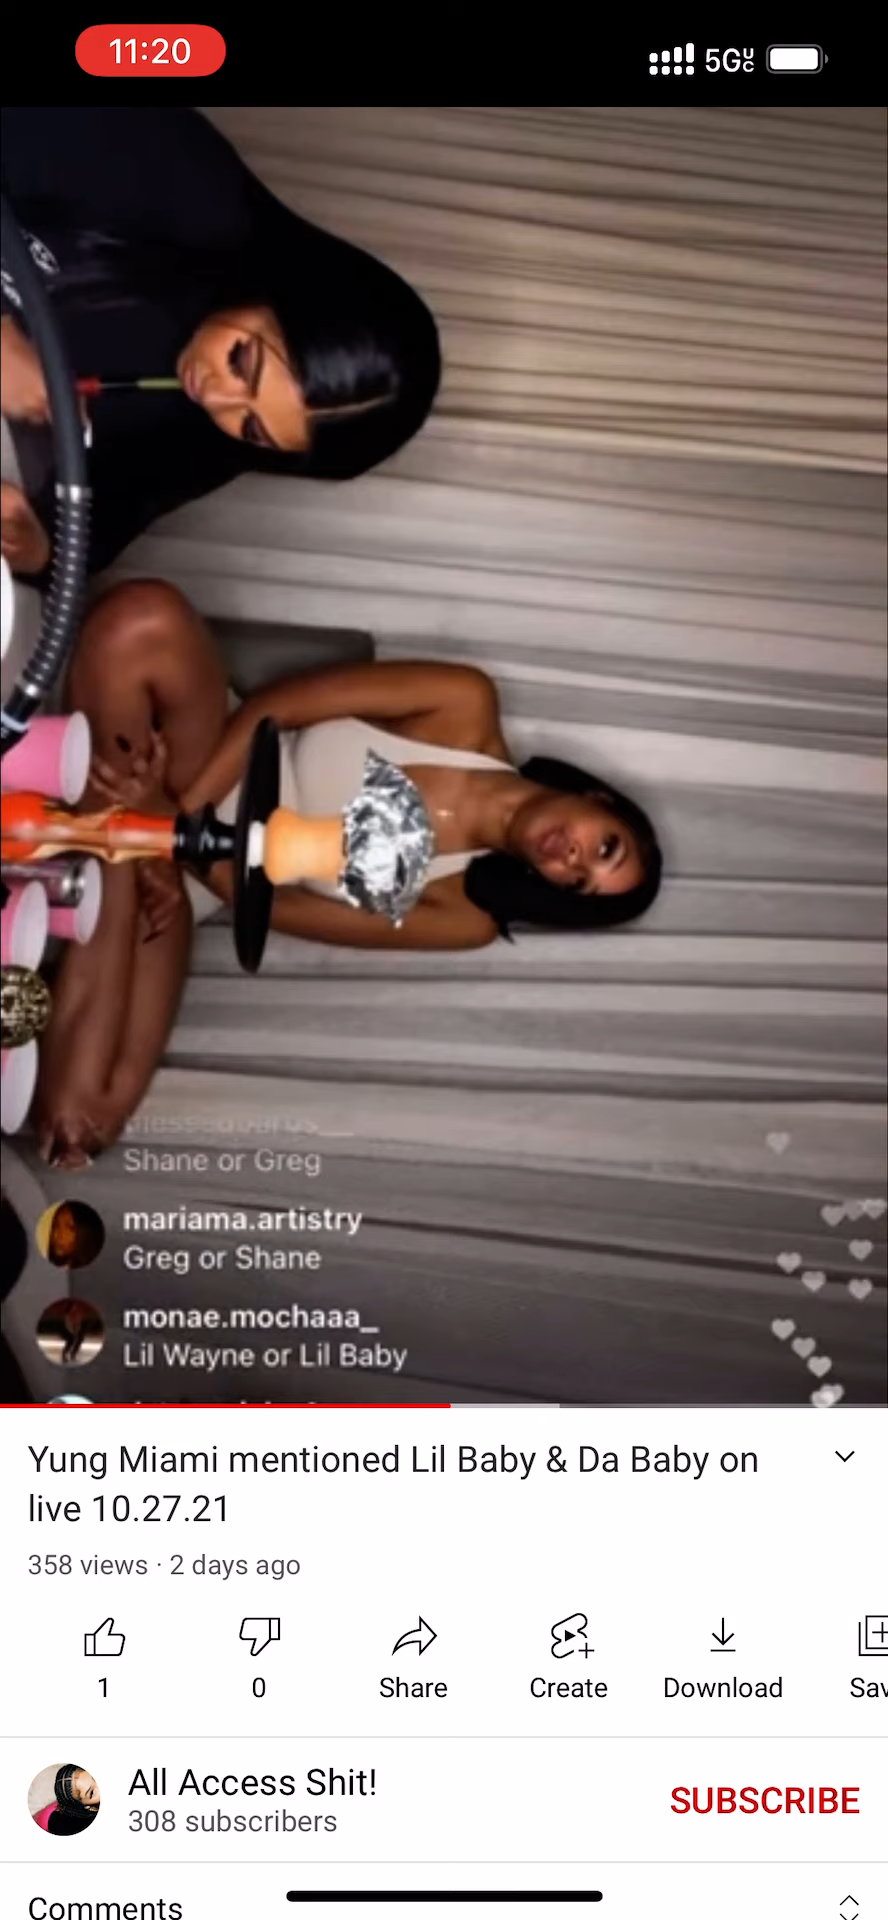 11:20
5GUC
Shane or Greg
mariama.artistry
Greg or Shane
monae.mochaaa_
Lil Wayne or Lil Baby
Yung Miami mentioned Lil Baby & Da Baby on
live 10.27.21
358 views · 2 days ago
1
0
Share
Create
Download
Sav
All Access Shit!
308 subscribers
SUBSCRIBE
Comments